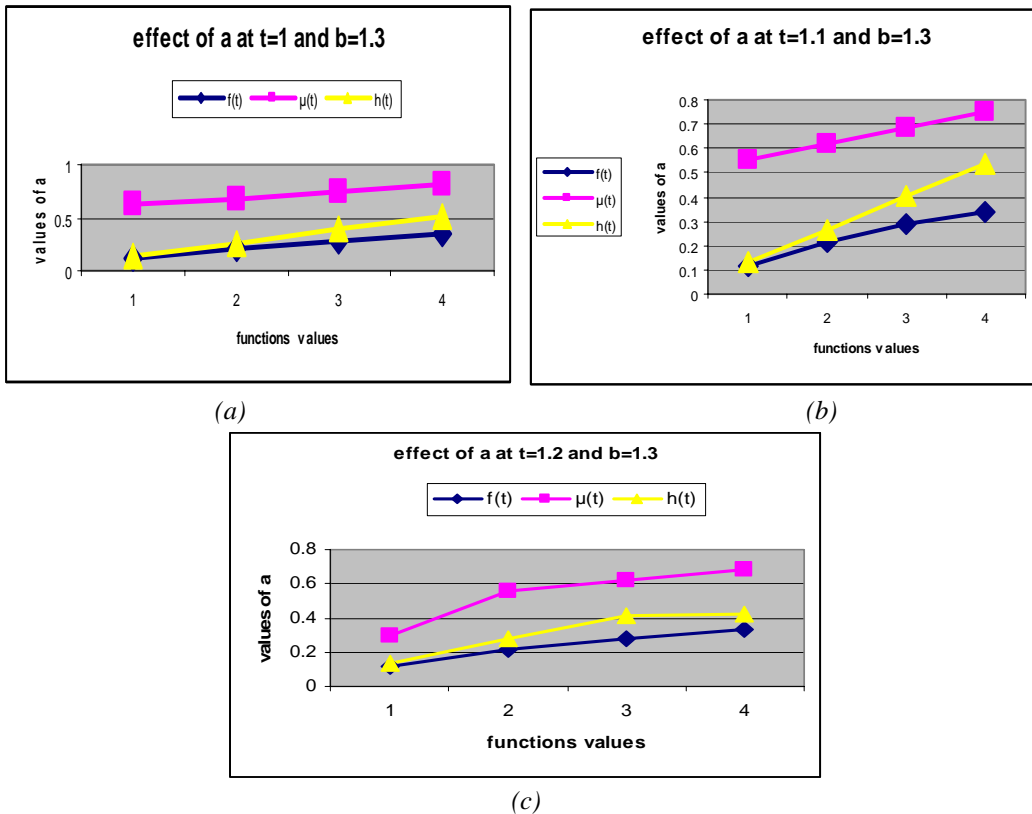 effect of a at t=1 and b=1.3
f(t) μ(t) h(t)
1
0.5
0
values of a
1 2 3 4
functions values
(a)
effect of a at t=1.1 and b=1.3
f(t)
μ(t)
h(t)
0.8
0.7
0.6
0.5
0.4
0.3
0.2
0.1
0
values of a
1 2 3 4
functions values
(b)
effect of a at t=1.2 and b=1.3
f(t) μ(t) h(t)
0.8
0.6
0.4
0.2
0
values of a
1 2 3 4
functions values
(c)